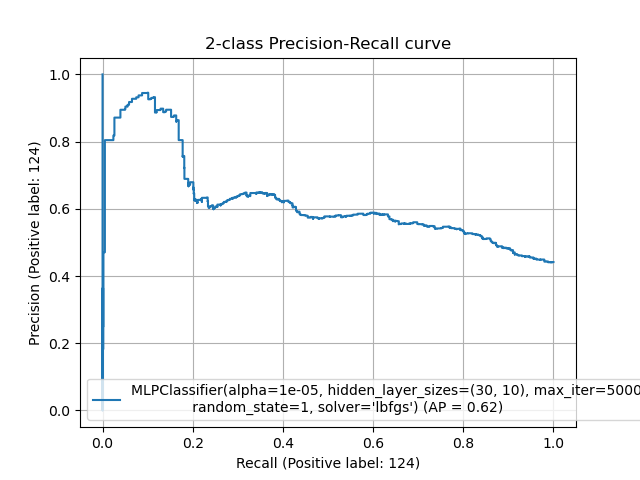 2-class Precision-Recall curve
1.0
0.8
0.6
0.4
0.2
0.0
Precision (Positive label: 124)
MLPClassifier(alpha=1e-05, hidden_layer_sizes=(30, 10), max_iter=5000
random_state=1, solver='lbfgs') (AP = 0.62)
0.0 0.2 0.4 0.6 0.8 1.0
Recall (Positive label: 124)